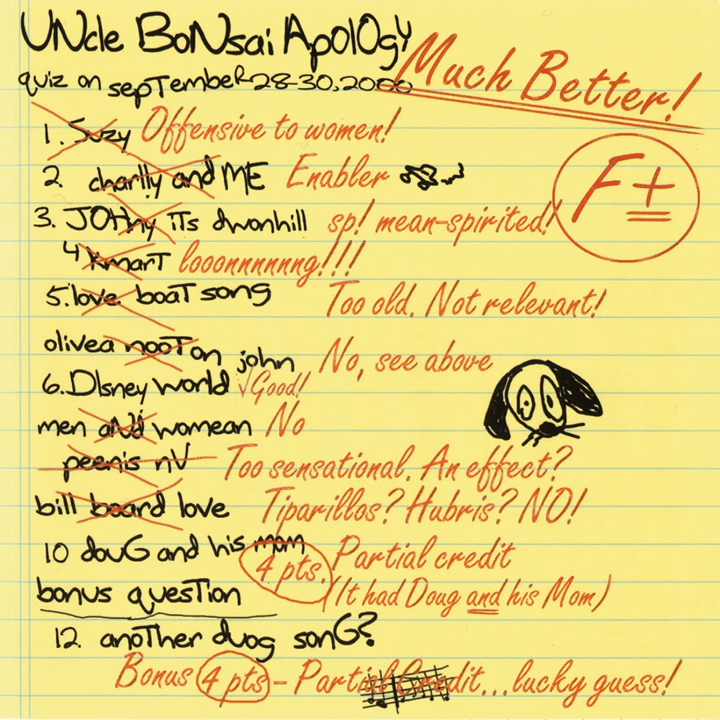 UNcle BoNsai ApolOgy
quiz on sepTembeR 28-30, 2000 Much Better!
1. Suzy Offensive to women!
F+
2 charlly and ME Enabler
3. JOHny iTs dwonhill sp! mean-spirited!
4 KmarT looonnnnnng!!!
5. love boaT song Too old. Not relevant!
olivea nooT on john No, see above
6. DIsney world √Good!
men aNd womean No
peenis nV Too sensational. An effect?
bill board love Tiparillos? Hubris? NO!
10 douG and his mom 4 pts. Partial credit
bonus quesTion (It had Doug and his Mom)
12. anoTher duog sonG?
Bonus 4 pts - Partial Credit...lucky guess!